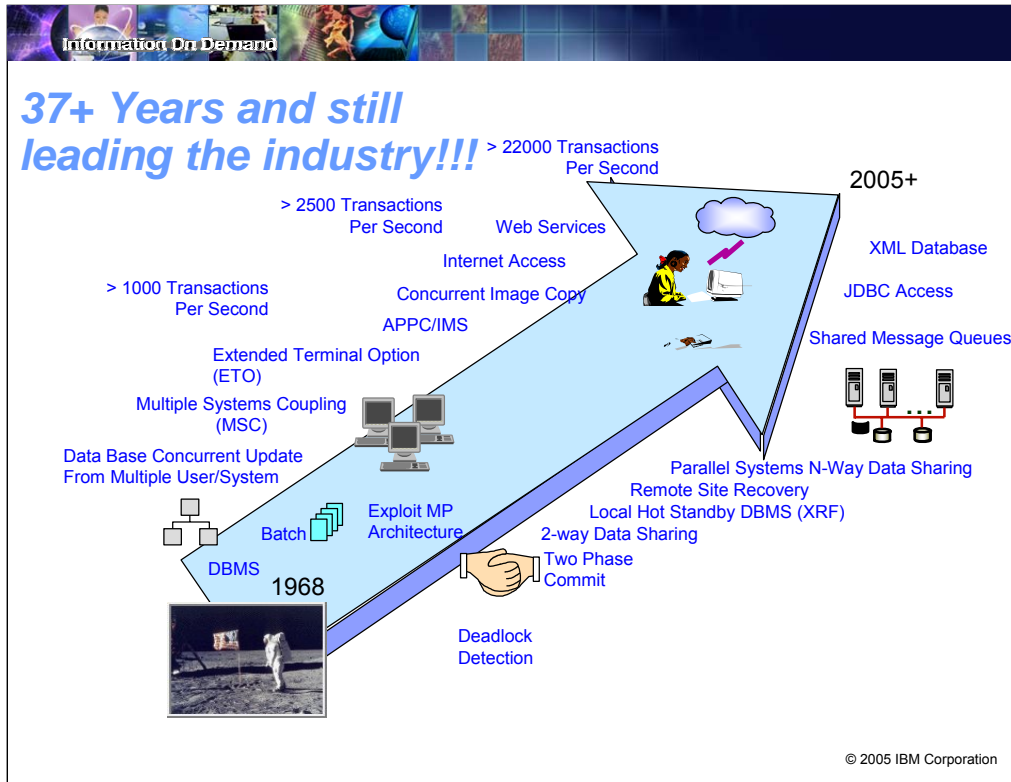 Information On Demand
37+ Years and still
leading the industry!!!
> 22000 Transactions
Per Second
2005+
> 2500 Transactions
Per Second
Web Services
XML Database
Internet Access
> 1000 Transactions
Per Second
Concurrent Image Copy
JDBC Access
APPC/IMS
Shared Message Queues
Extended Terminal Option
(ETO)
Multiple Systems Coupling
(MSC)
Data Base Concurrent Update
From Multiple User/System
Parallel Systems N-Way Data Sharing
Remote Site Recovery
Local Hot Standby DBMS (XRF)
Exploit MP
Architecture
Batch
2-way Data Sharing
Two Phase
Commit
DBMS
1968
Deadlock
Detection
© 2005 IBM Corporation